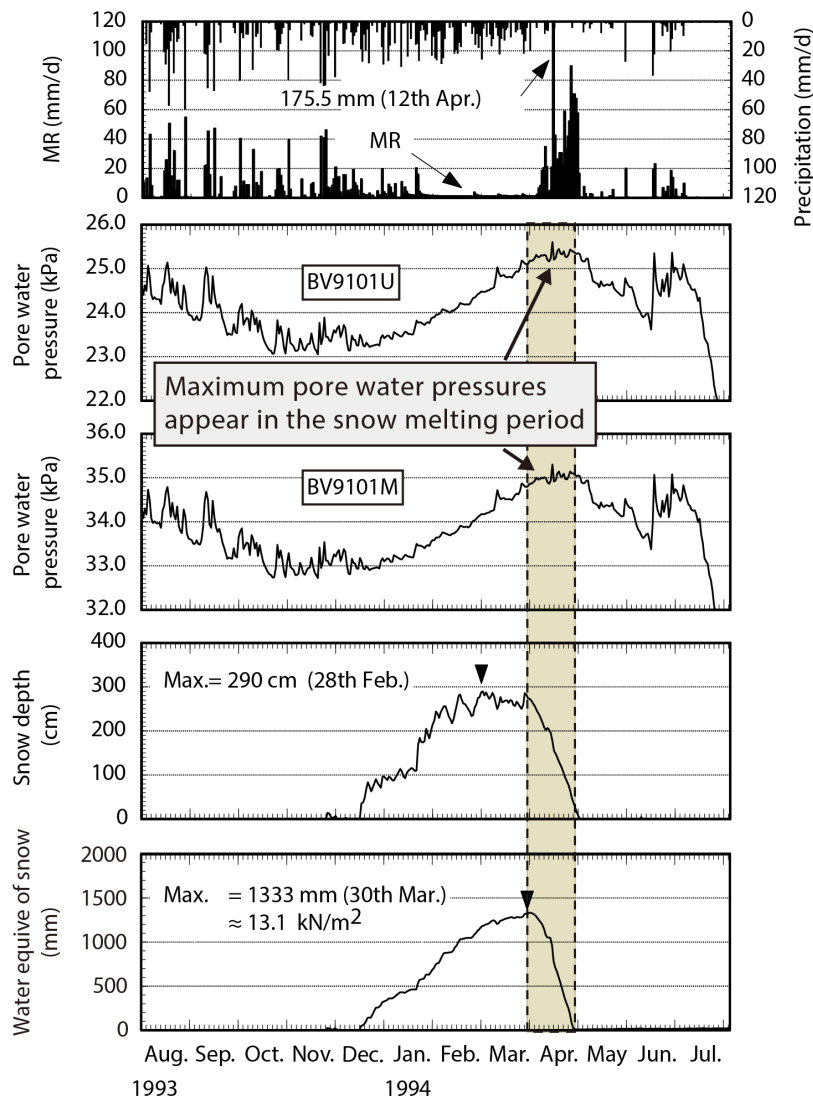 120
100
80
60
40
20
0
MR (mm/d)
175.5 mm (12th Apr.)
MR
0
20
40
60
80
100
120
Precipitation (mm/d)
26.0
25.0
24.0
23.0
22.0
Pore water
pressure (kPa)
BV9101U
Maximum pore water pressures
appear in the snow melting period
36.0
35.0
34.0
33.0
32.0
Pore water
pressure (kPa)
BV9101M
400
300
200
100
0
Snow depth
(cm)
Max.= 290 cm (28th Feb.)
2000
1500
1000
500
0
Water equive of snow
(mm)
Max. = 1333 mm (30th Mar.)
≈ 13.1 kN/m2
Aug. Sep. Oct. Nov. Dec. Jan. Feb. Mar. Apr. May Jun. Jul.
1993 1994